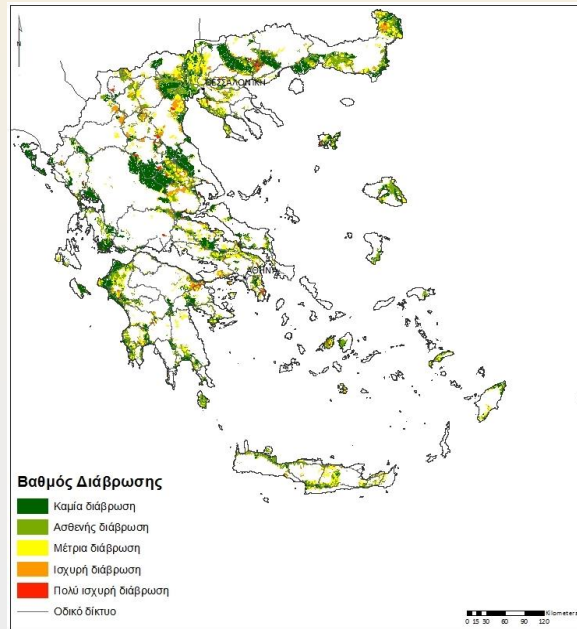 N
ΘΕΣΣΑΛΟΝΙΚΗ
ΑΘΗΝΑ
Βαθμός Διάβρωσης
Καμία διάβρωση
Ασθενής διάβρωση
Μέτρια διάβρωση
Ισχυρή διάβρωση
Πολύ ισχυρή διάβρωση
Οδικό δίκτυο
Kilometers
0 15 30 60 90 120